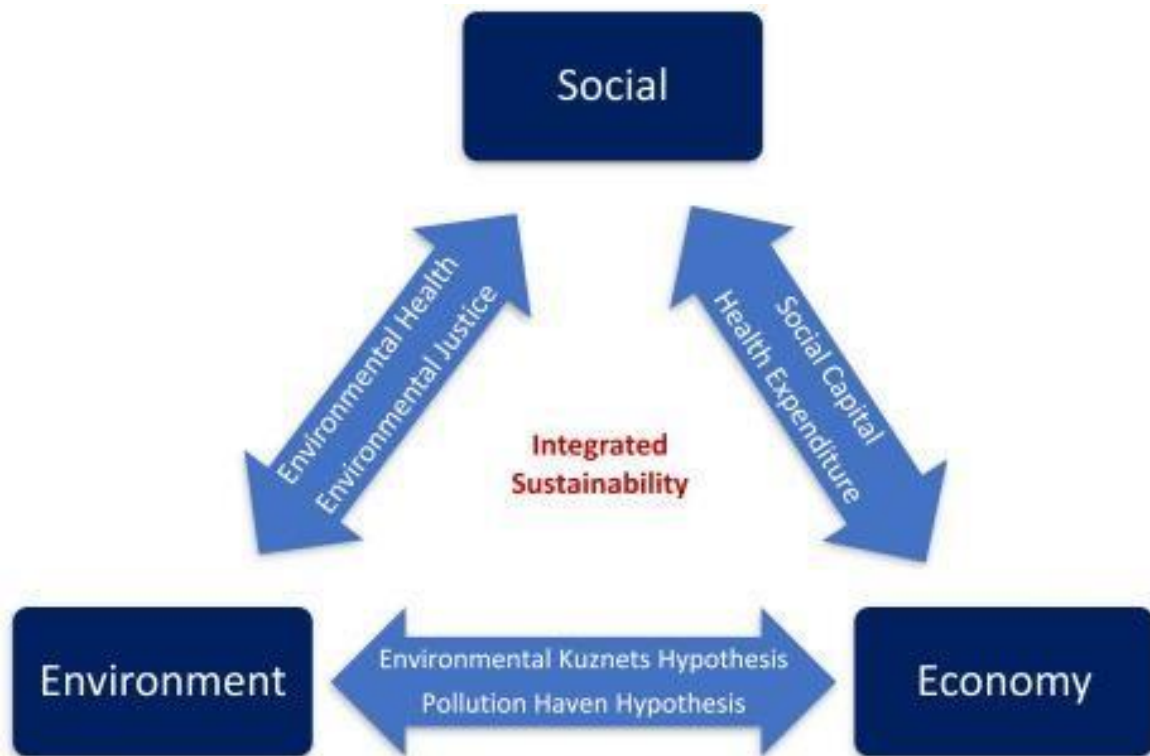 Social
Environmental Health
Environmental Justice
Social Capital
Health Expenditure
Integrated
Sustainability
Environment
Environmental Kuznets Hypothesis
Pollution Haven Hypothesis
Economy